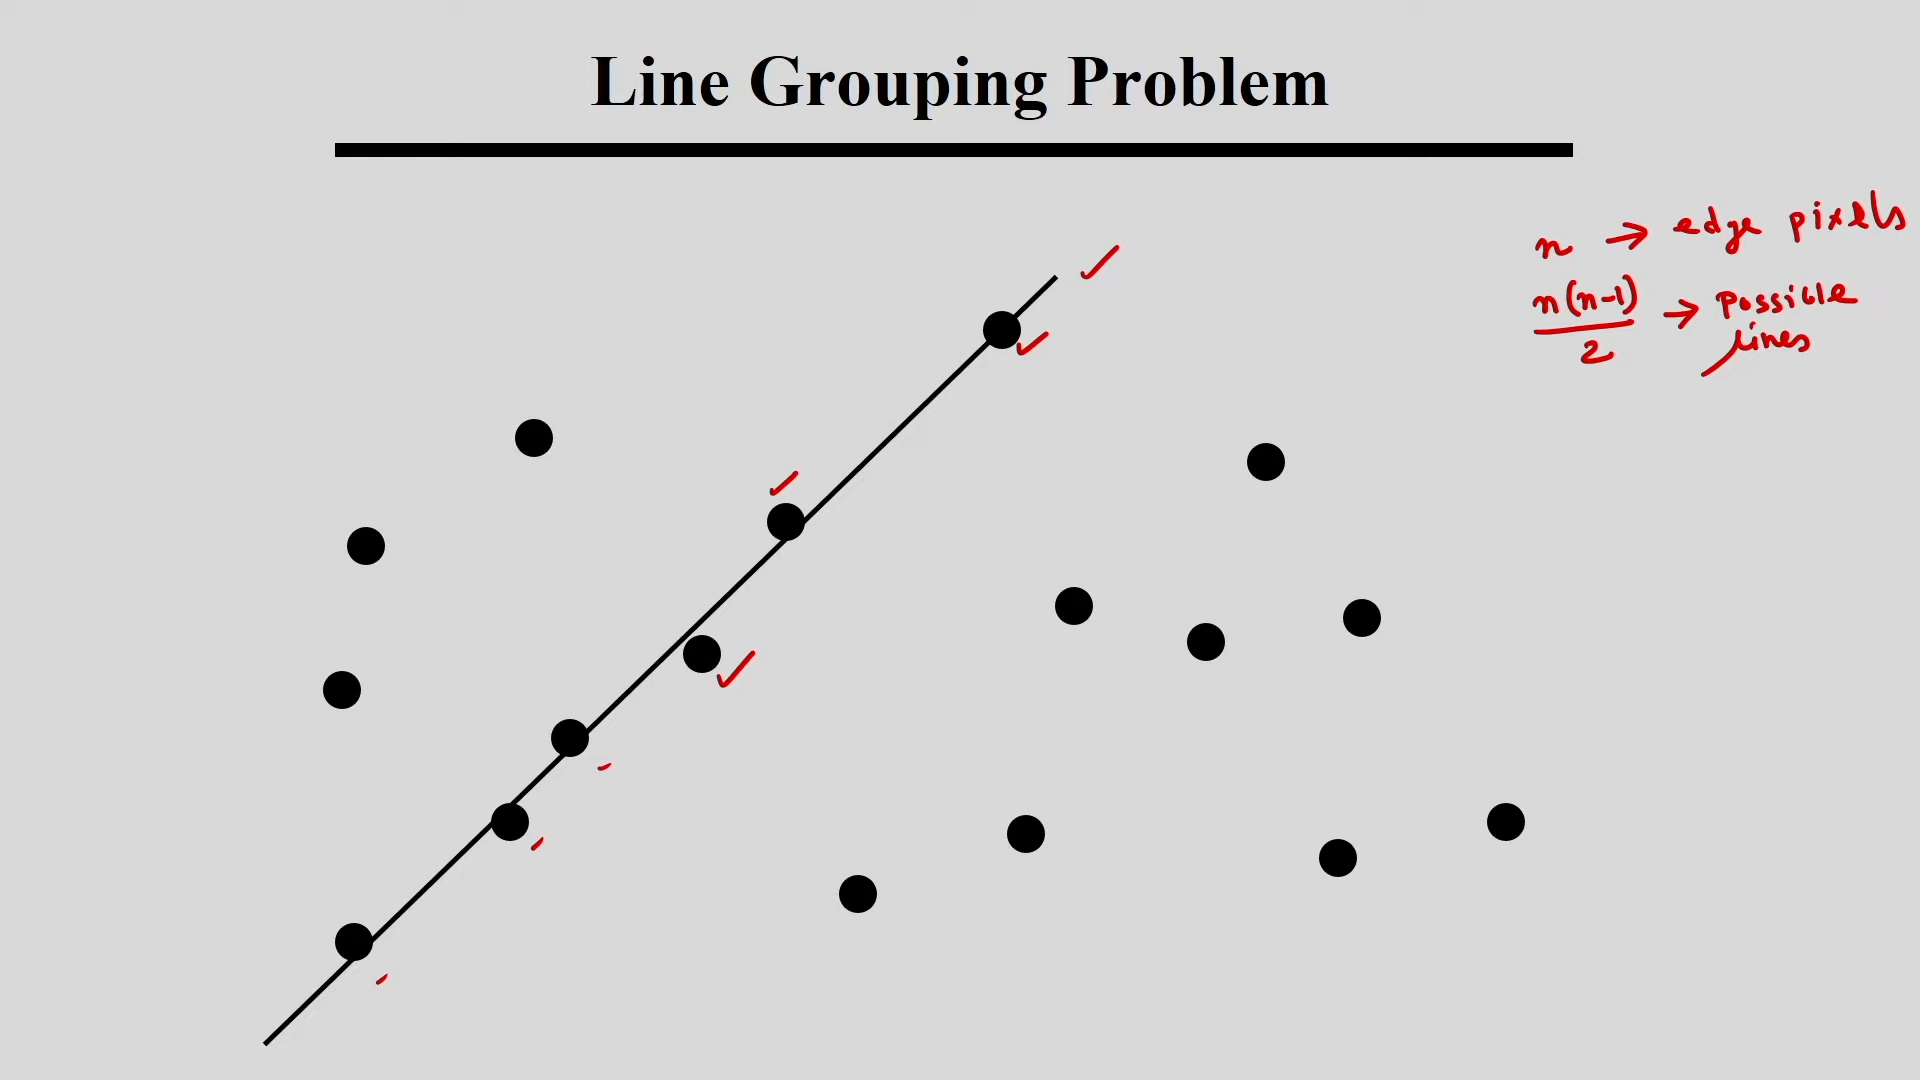 Line Grouping Problem
n → edge pixels
n(n-1)/2 → possible
lines